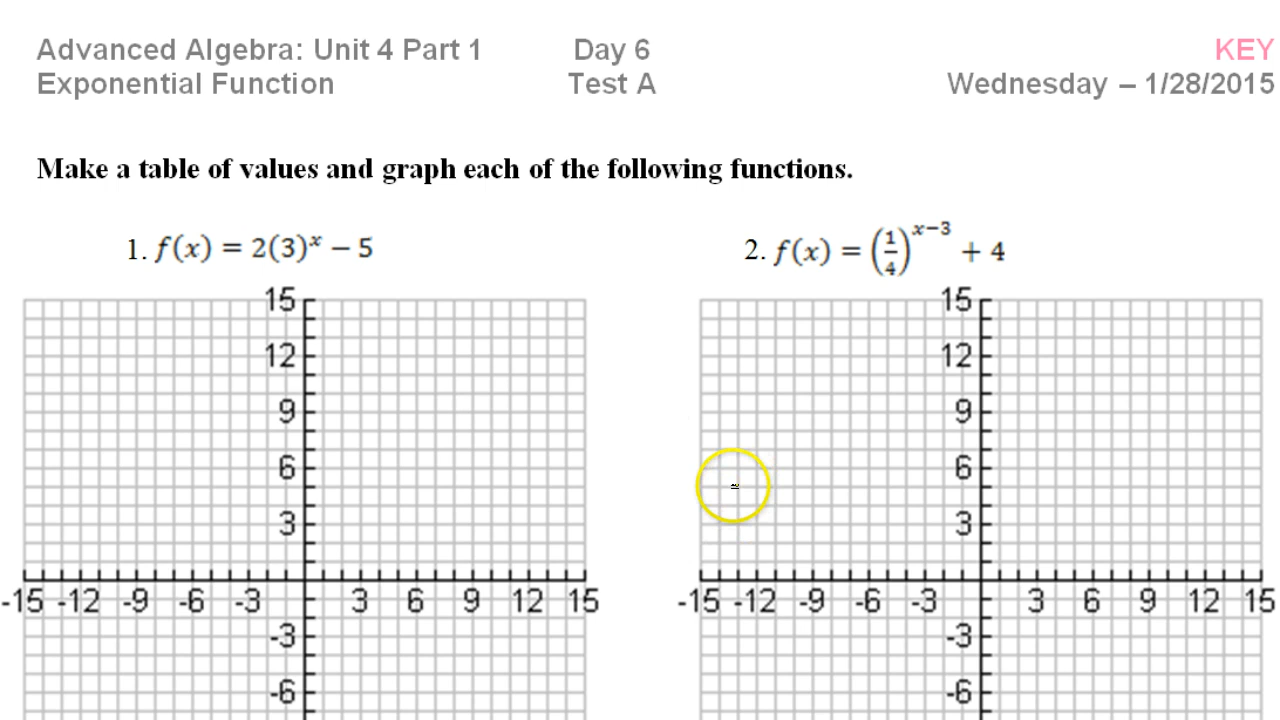 Advanced Algebra: Unit 4 Part 1 Day 6 KEY
Exponential Function Test A Wednesday – 1/28/2015
Make a table of values and graph each of the following functions.
1. f(x) = 2(3)^x − 5 2. f(x) = (1/4)^(x−3) + 4
15 15
12 12
9 9
6 6
3 3
-15 -12 -9 -6 -3 3 6 9 12 15 -15 -12 -9 -6 -3 3 6 9 12 15
-3 -3
-6 -6